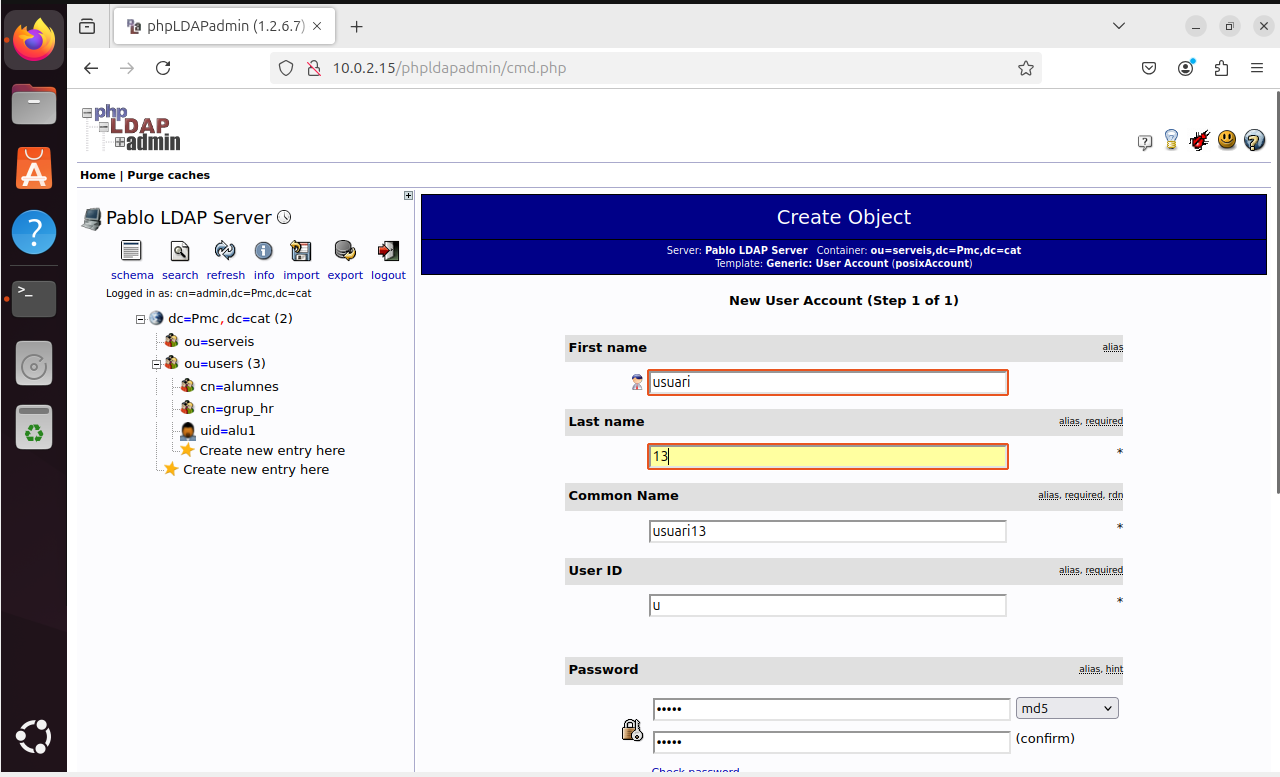 phpLDAPadmin (1.2.6.7)
10.0.2.15/phpldapadmin/cmd.php
php
LDAP
admin
Home | Purge caches
Pablo LDAP Server
schema search refresh info import export logout
Logged in as: cn=admin,dc=Pmc,dc=cat
dc=Pmc,dc=cat (2)
ou=serveis
ou=users (3)
cn=alumnes
cn=grup_hr
uid=alu1
Create new entry here
Create new entry here
Create Object
Server: Pablo LDAP Server Container: ou=serveis,dc=Pmc,dc=cat
Template: Generic: User Account (posixAccount)
New User Account (Step 1 of 1)
First name alias
usuari
Last name alias, required
13 *
Common Name alias, required, rdn
usuari13 *
User ID alias, required
u *
Password alias, hint
••••• md5
••••• (confirm)
Check password